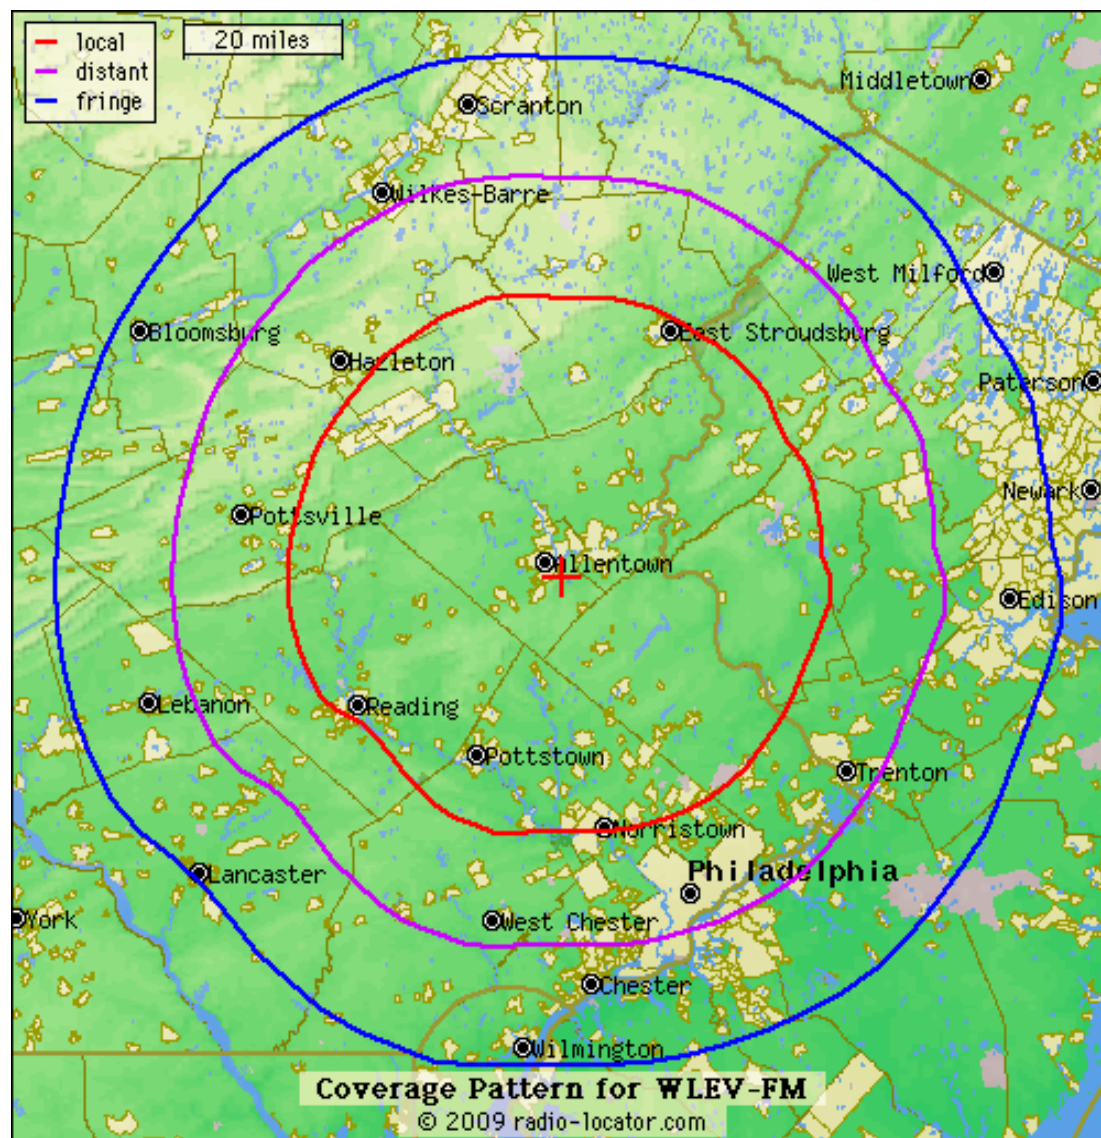 local
20 miles
distant
fringe
Middletown
Scranton
Wilkes-Barre
West Milford
Bloomsburg
East Stroudsburg
Hazleton
Paterson
Newark
Pottsville
Allentown
Edison
Lebanon
Reading
Pottstown
Trenton
Norristown
Philadelphia
Lancaster
York
West Chester
Chester
Wilmington
Coverage Pattern for WLEV-FM
© 2009 radio-locator.com